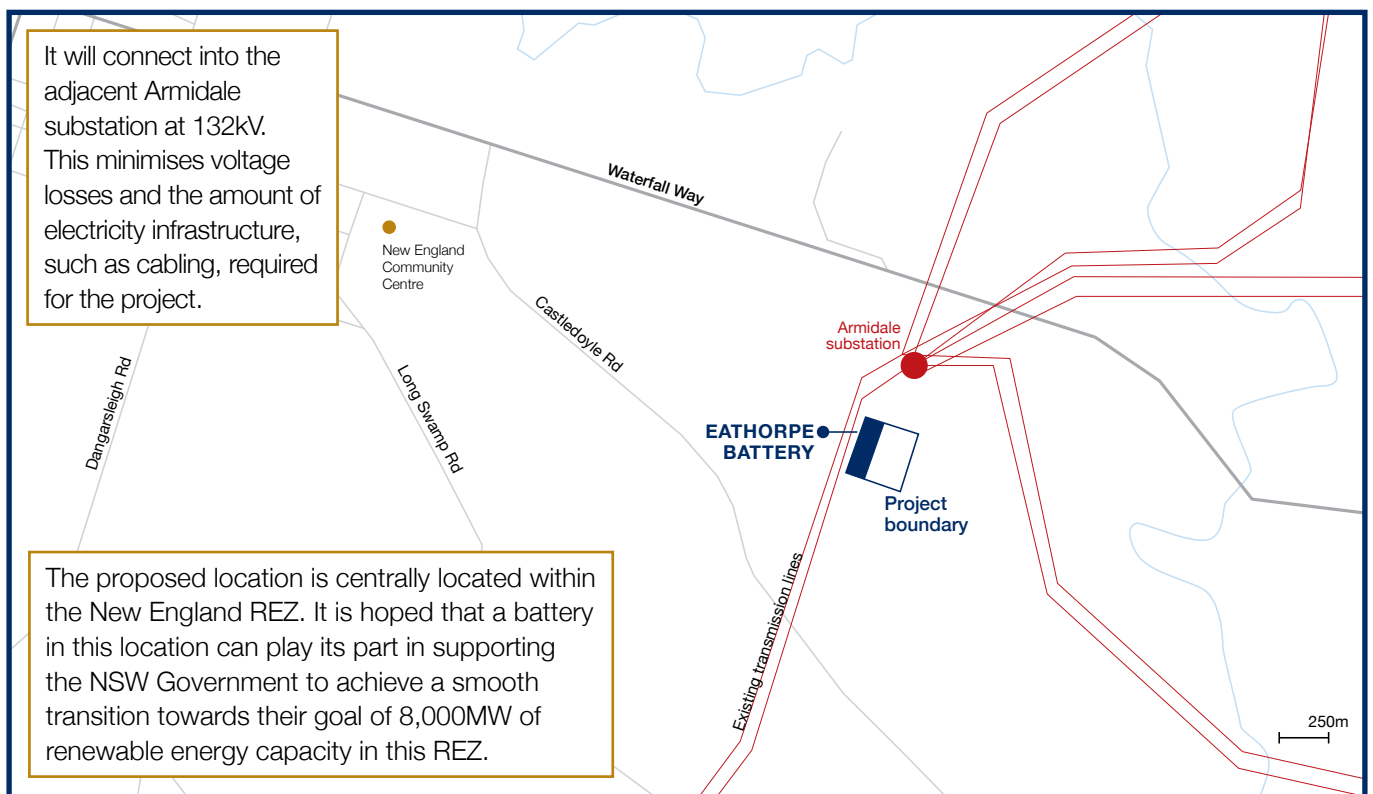 It will connect into the
adjacent Armidale
substation at 132kV.
This minimises voltage
losses and the amount of
electricity infrastructure,
such as cabling, required
for the project.
Waterfall Way
New England
Community
Centre
Castledoyle Rd
Armidale
substation
Dangarsleigh Rd
Long Swamp Rd
EATHORPE
BATTERY
Project
boundary
Existing transmission lines
The proposed location is centrally located within
the New England REZ. It is hoped that a battery
in this location can play its part in supporting
the NSW Government to achieve a smooth
transition towards their goal of 8,000MW of
renewable energy capacity in this REZ.
250m